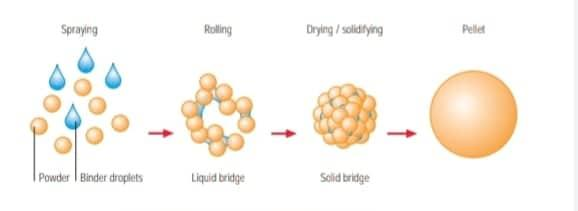 Spraying
Rolling
Drying / solidifying
Pellet
Powder
Binder droplets
Liquid bridge
Solid bridge